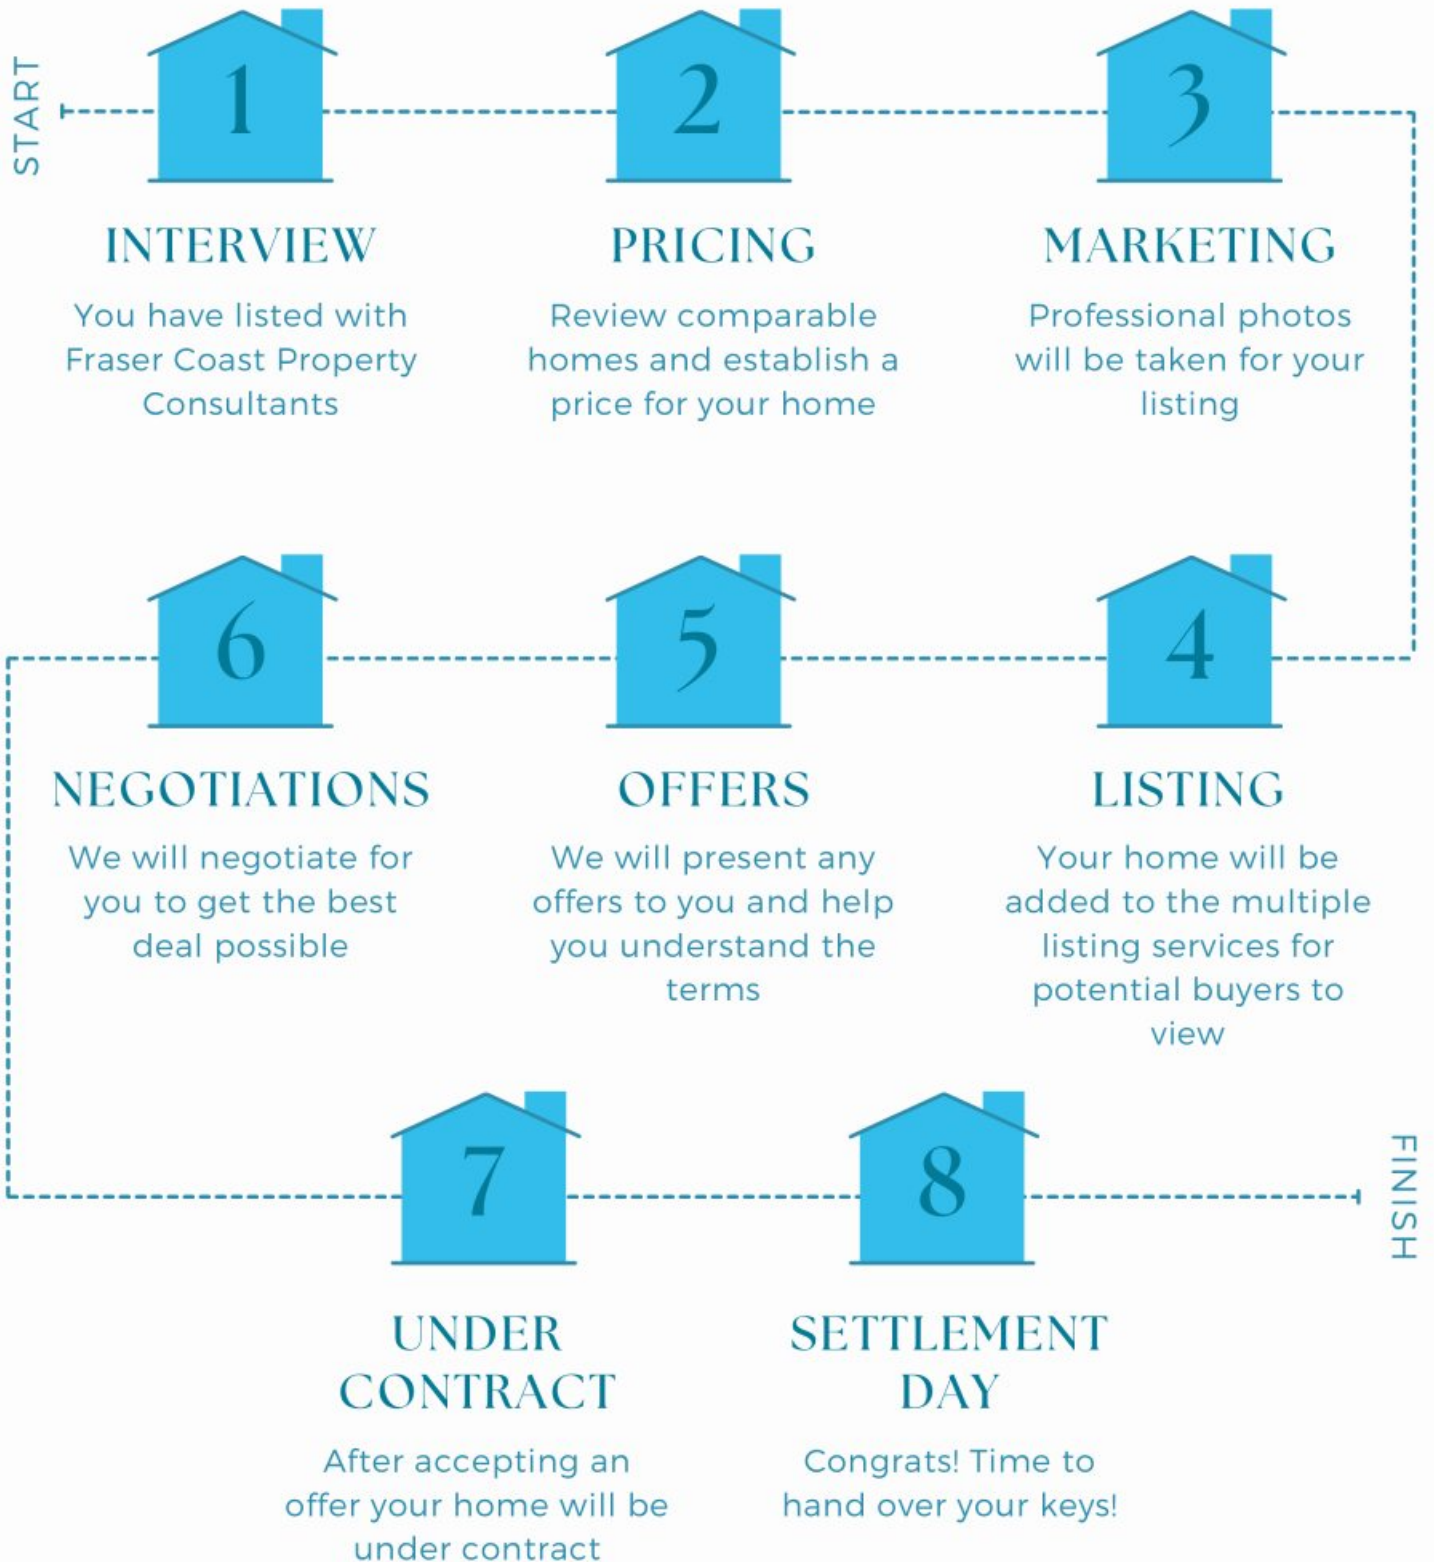 START
1
INTERVIEW
You have listed with
Fraser Coast Property
Consultants
2
PRICING
Review comparable
homes and establish a
price for your home
3
MARKETING
Professional photos
will be taken for your
listing
4
LISTING
Your home will be
added to the multiple
listing services for
potential buyers to
view
5
OFFERS
We will present any
offers to you and help
you understand the
terms
6
NEGOTIATIONS
We will negotiate for
you to get the best
deal possible
7
UNDER
CONTRACT
After accepting an
offer your home will be
under contract
8
SETTLEMENT
DAY
Congrats! Time to
hand over your keys!
FINISH